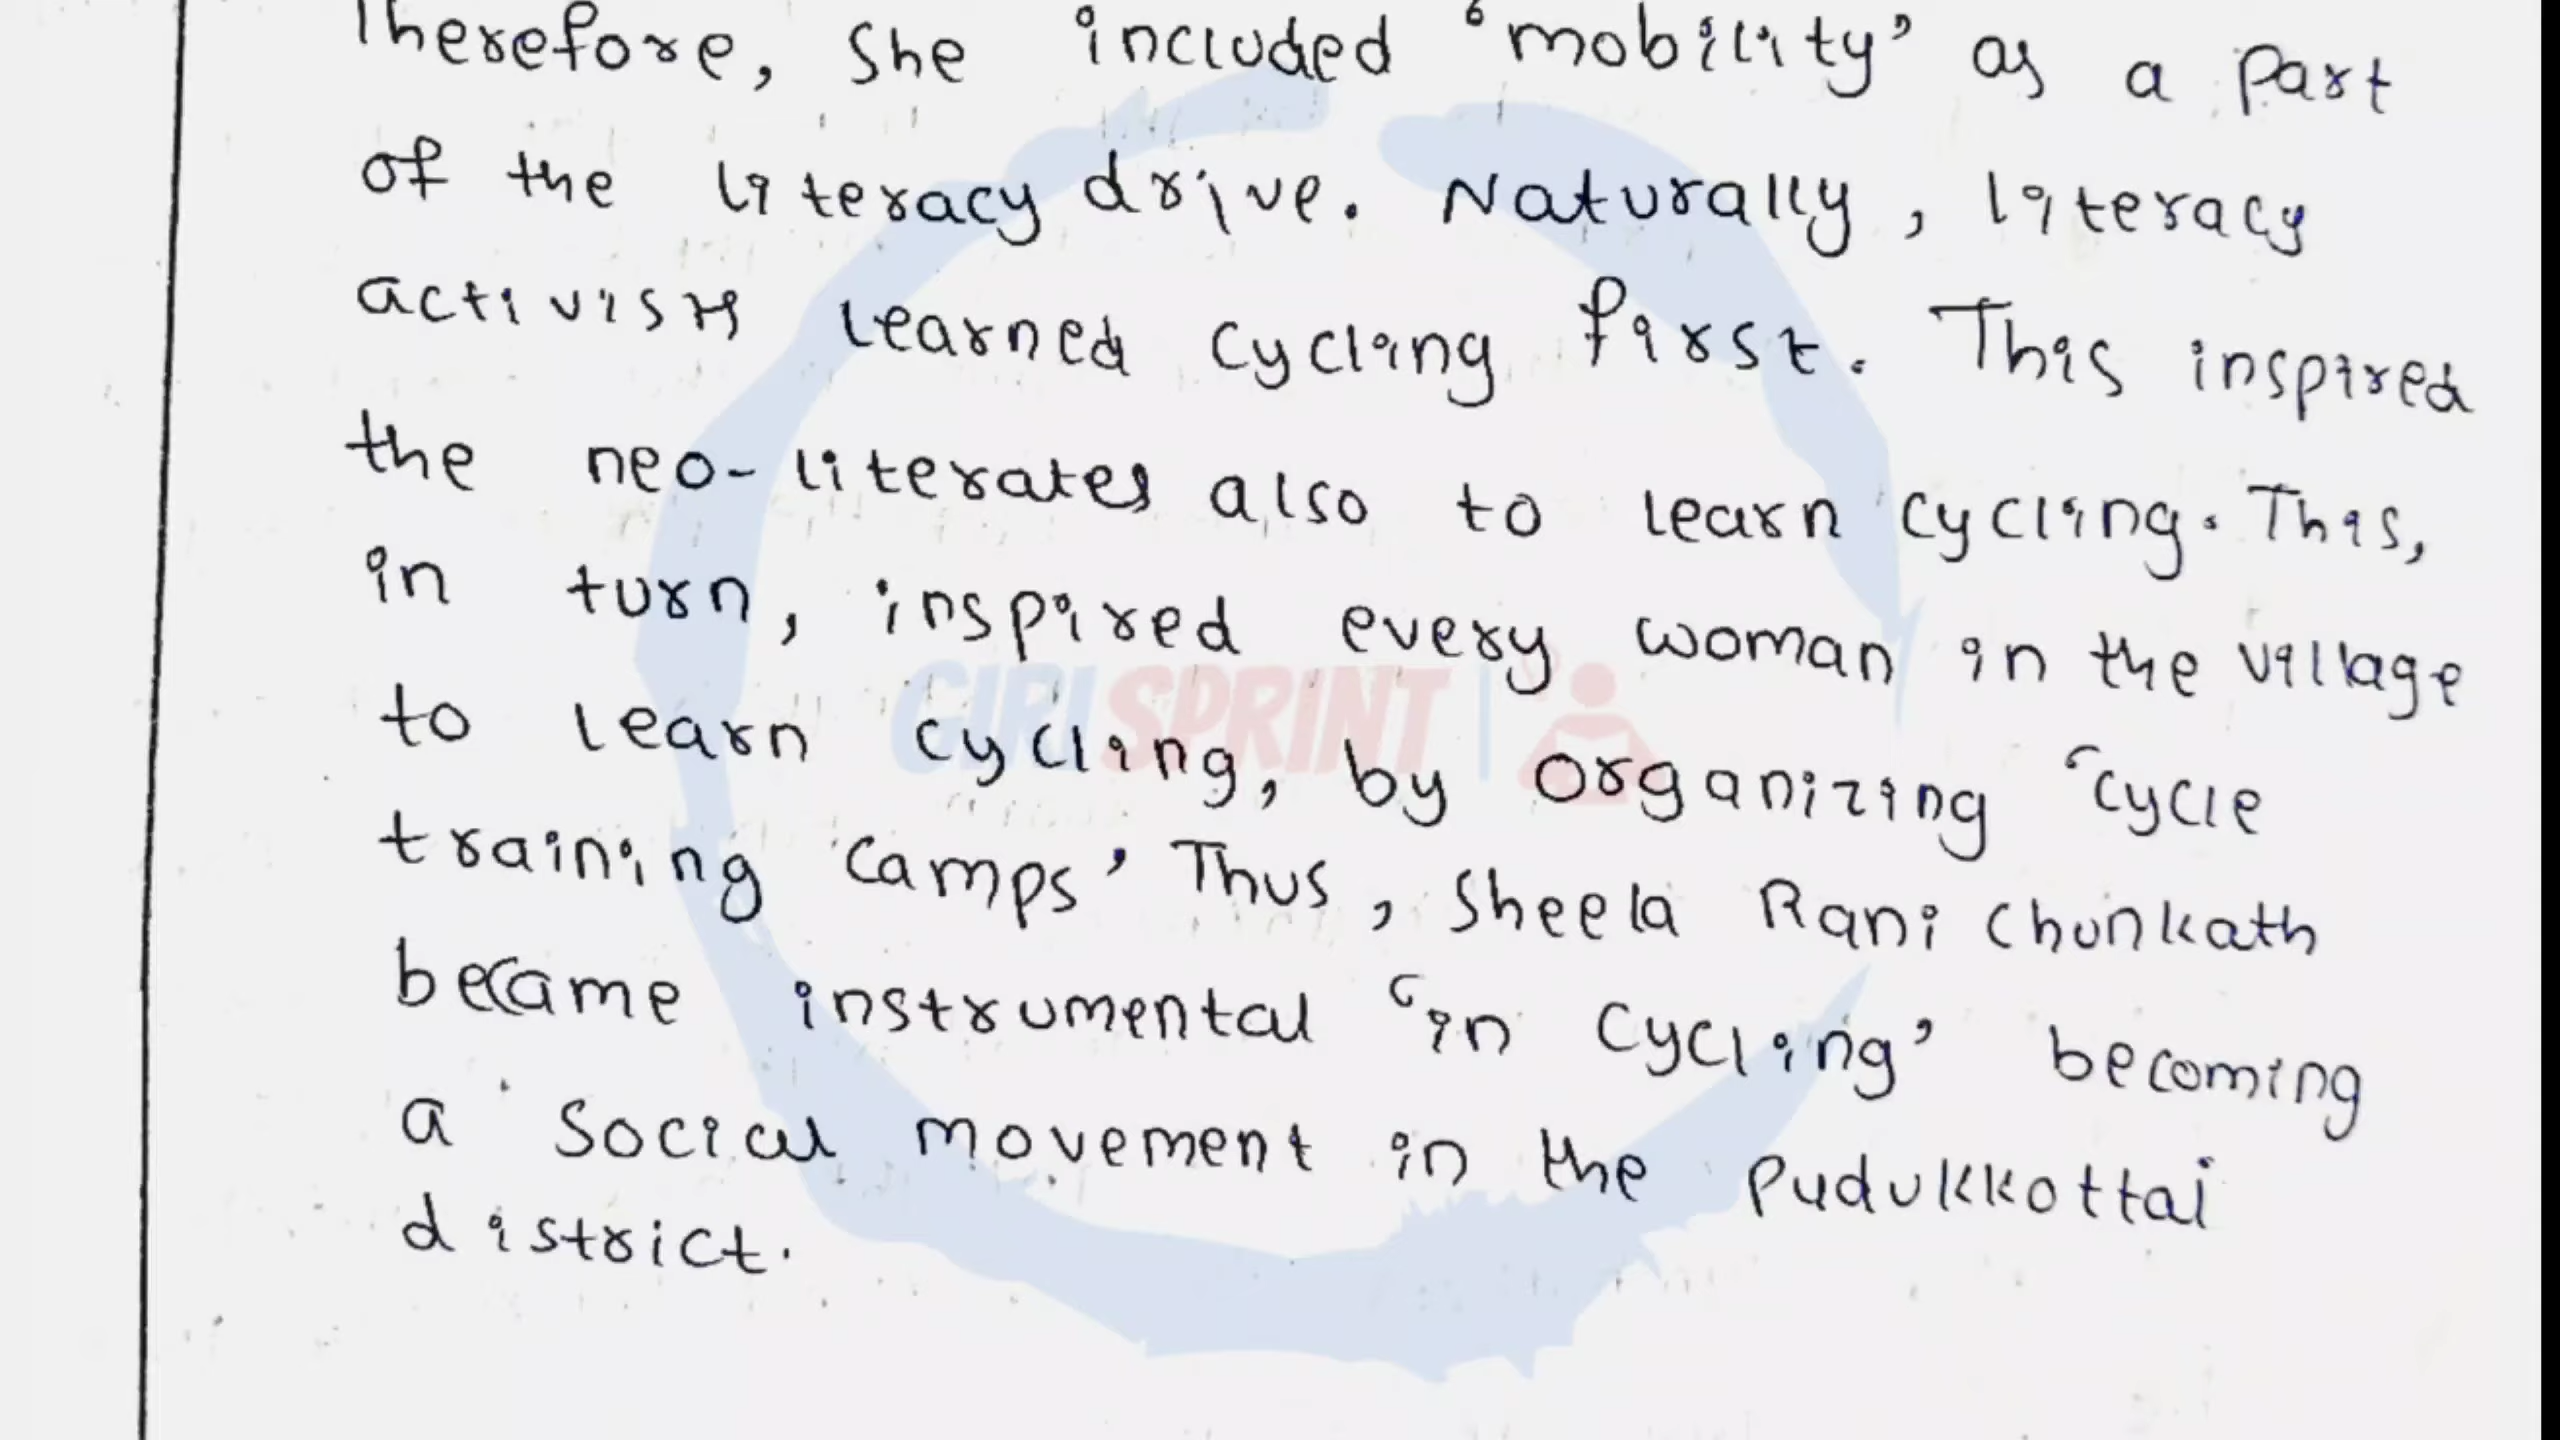 Therefore, She included ‘mobility’ as a part
of the literacy drive. Naturally, literacy
activists learned cycling first. This inspired
the neo-literates also to learn cycling. This,
in turn, inspired every woman in the village
to learn cycling, by organizing ‘cycle
training camps’ Thus, Sheela Rani Chunkath
became instrumental ‘in Cycling’ becoming
a social movement in the Pudukkottai
district.
GIRISPRINT